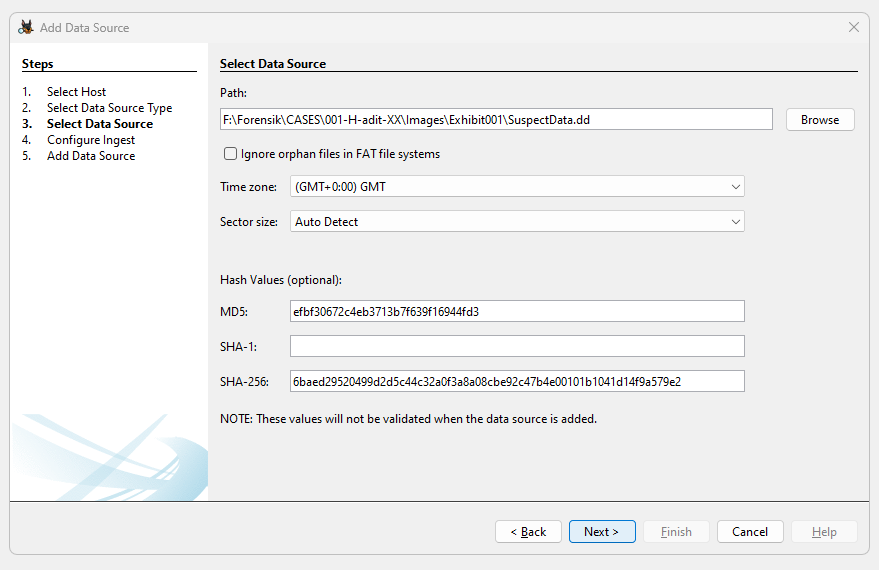 Add Data Source
Steps
1. Select Host
2. Select Data Source Type
3. Select Data Source
4. Configure Ingest
5. Add Data Source
Select Data Source
Path:
F:\Forensik\CASES\001-H-adit-XX\Images\Exhibit001\SuspectData.dd
Browse
Ignore orphan files in FAT file systems
Time zone: (GMT+0:00) GMT
Sector size: Auto Detect
Hash Values (optional):
MD5: efbf30672c4eb3713b7f639f16944fd3
SHA-1:
SHA-256: 6baed29520499d2d5c44c32a0f3a8a08cbe92c47b4e00101b1041d14f9a579e2
NOTE: These values will not be validated when the data source is added.
< Back Next > Finish Cancel Help